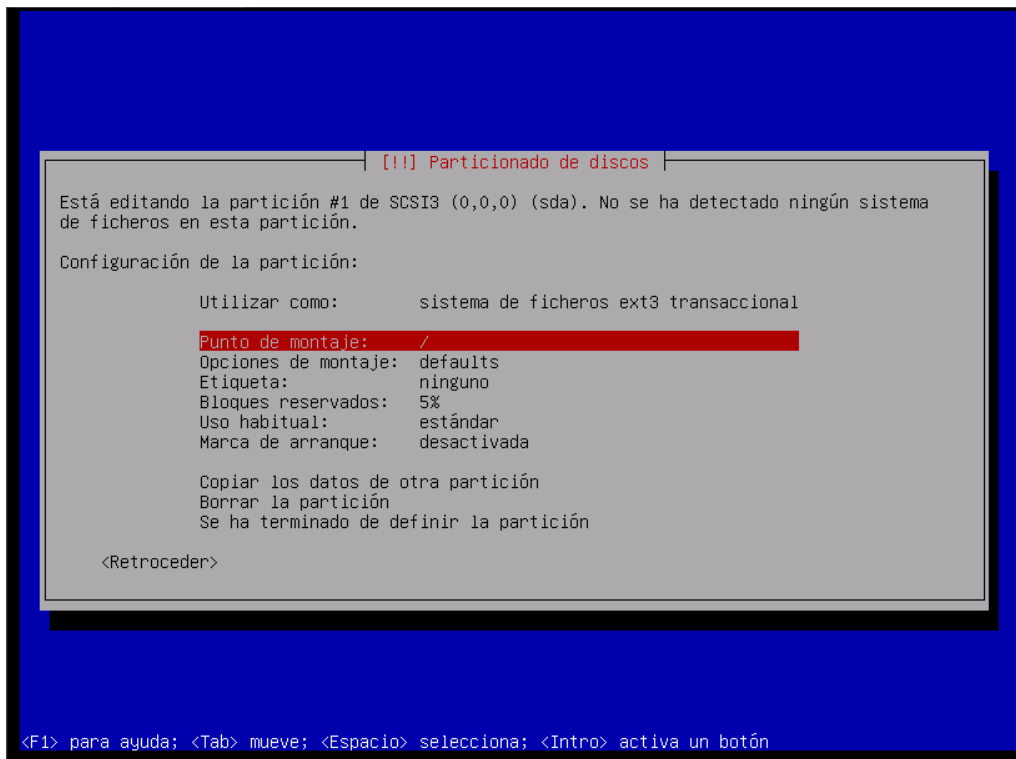 [!!] Particionado de discos
Está editando la partición #1 de SCSI3 (0,0,0) (sda). No se ha detectado ningún sistema
de ficheros en esta partición.
Configuración de la partición:
Utilizar como: sistema de ficheros ext3 transaccional
Punto de montaje: /
Opciones de montaje: defaults
Etiqueta: ninguno
Bloques reservados: 5%
Uso habitual: estándar
Marca de arranque: desactivada
Copiar los datos de otra partición
Borrar la partición
Se ha terminado de definir la partición
<Retroceder>
<F1> para ayuda; <Tab> mueve; <Espacio> selecciona; <Intro> activa un botón